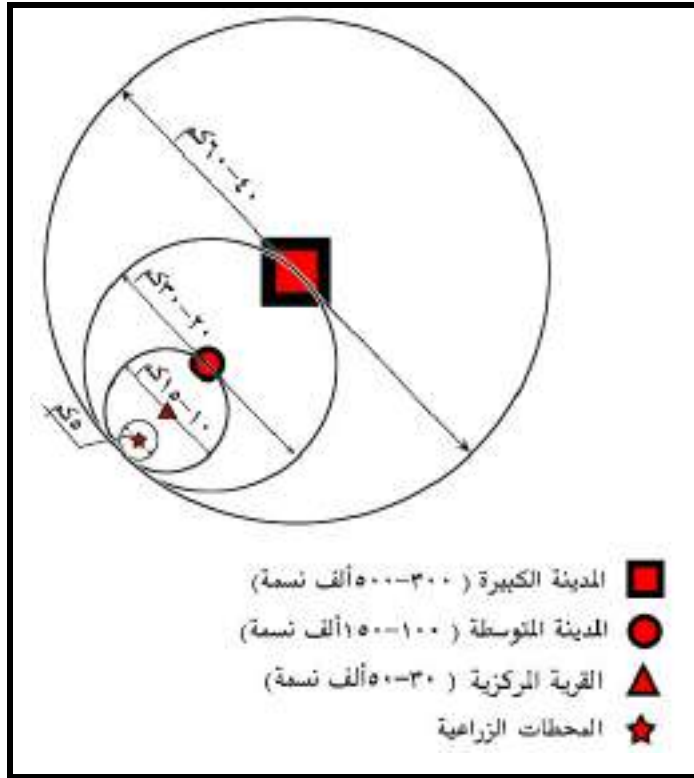 ٤٠-٦٠كم
٢٠-٣٠كم
١٠-١٥كم
٥كم
المدينة الكبيرة ( ٣٠٠-٥٠٠ألف نسمة)
المدينة المتوسطة ( ١٠٠-١٥٠ألف نسمة)
القرية المركزية ( ٣٠-٥٠ألف نسمة)
المحطات الزراعية